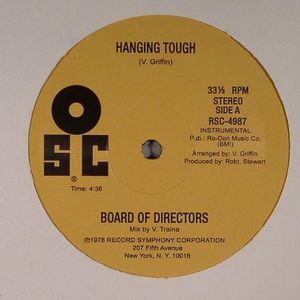 HANGING TOUGH
(V. Griffin)
33⅓ RPM
STEREO
SIDE A
RSC-4987
INSTRUMENTAL
Pub.: Ro-Don Music Co.
(BMI)
Arranged by: V. Griffin
Produced by: Robt. Stewart
O
SC
®
Time: 4:36
BOARD OF DIRECTORS
Mix by V. Traina
℗1978 RECORD SYMPHONY CORPORATION
207 Fifth Avenue
New York, N. Y. 10016